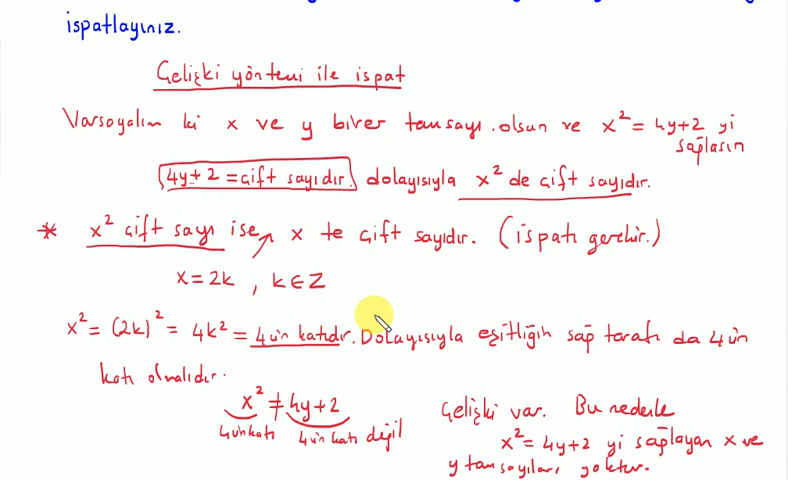 ispatlayınız.
Çelişki yöntemi ile ispat
Varsayalım ki x ve y birer tamsayı olsun ve x² = 4y+2 yi
sağlasın
4y+2 = çift sayıdır. dolayısıyla x² de çift sayıdır.
* x² çift sayı ise, x te çift sayıdır. (ispatı gerekir.)
x = 2k , k ∈ Z
x² = (2k)² = 4k² = 4'ün katıdır. Dolayısıyla eşitliğin sağ tarafı da 4'ün
katı olmalıdır.
x² ≠ 4y+2 Çelişki var. Bu nedenle
4'ün katı 4'ün katı değil
x² = 4y+2 yi sağlayan x ve
y tamsayıları yoktur.